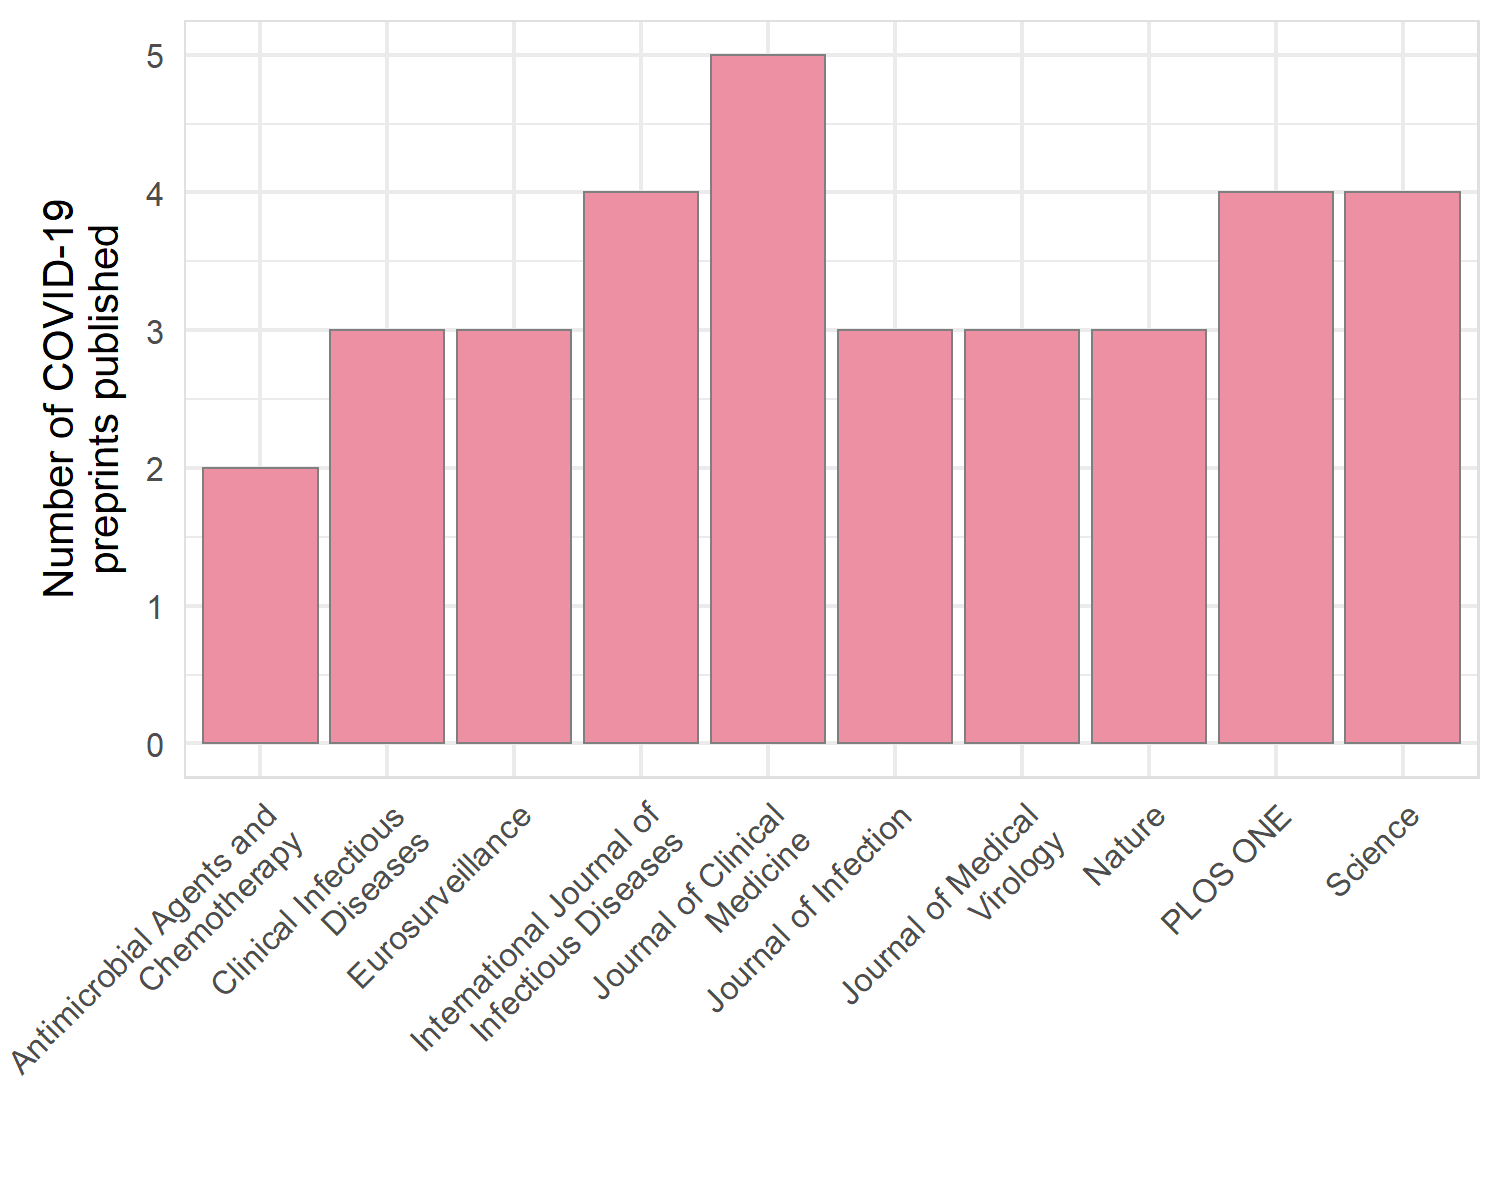 Number of COVID-19
preprints published
5
4
3
2
1
0
Antimicrobial Agents and
Chemotherapy
Clinical Infectious
Diseases
Eurosurveillance
International Journal of
Infectious Diseases
Journal of Clinical
Medicine
Journal of Infection
Journal of Medical
Virology
Nature
PLOS ONE
Science